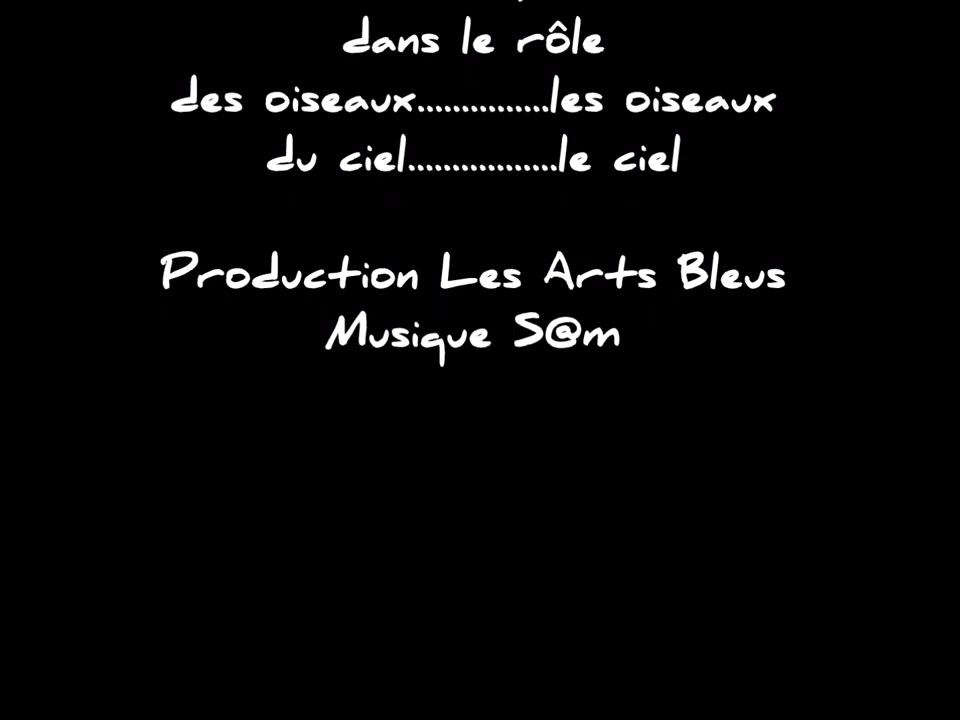 dans le rôle
des oiseaux...............les oiseaux
du ciel.................le ciel
Production Les Arts Bleus
Musique S@m